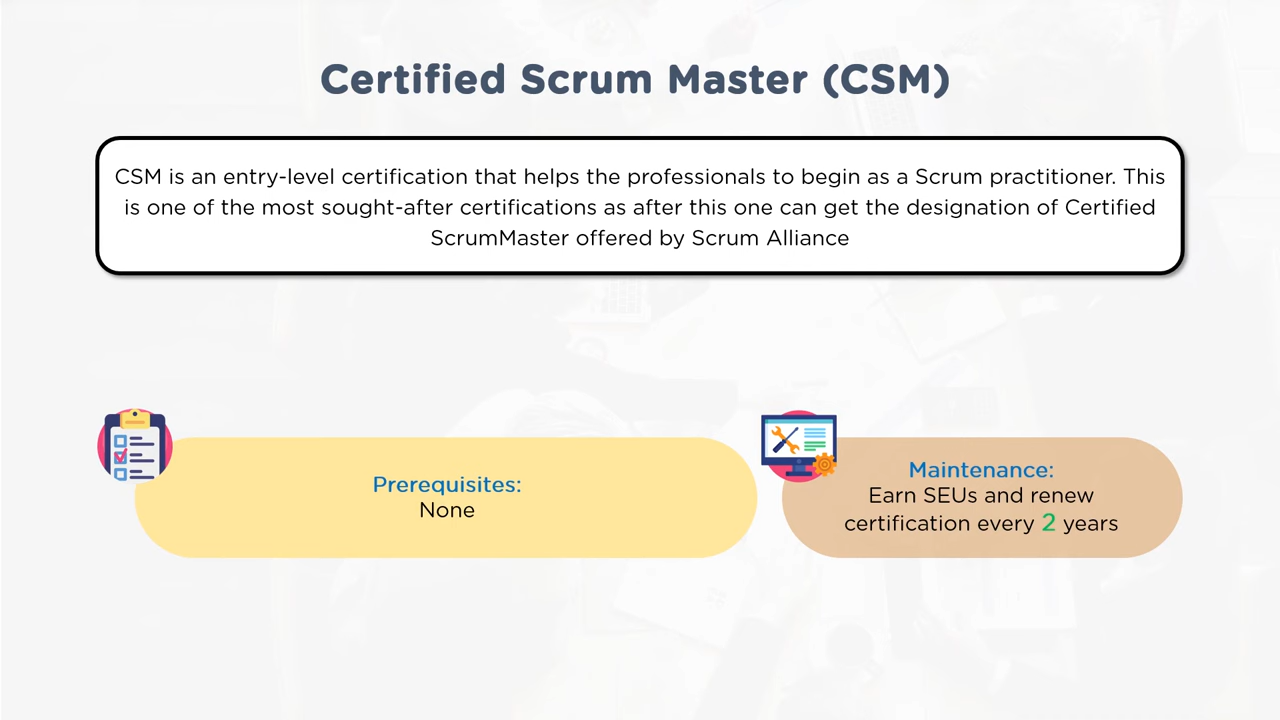 Certified Scrum Master (CSM)
CSM is an entry-level certification that helps the professionals to begin as a Scrum practitioner. This
is one of the most sought-after certifications as after this one can get the designation of Certified
ScrumMaster offered by Scrum Alliance
Prerequisites:
None
Maintenance:
Earn SEUs and renew
certification every 2 years